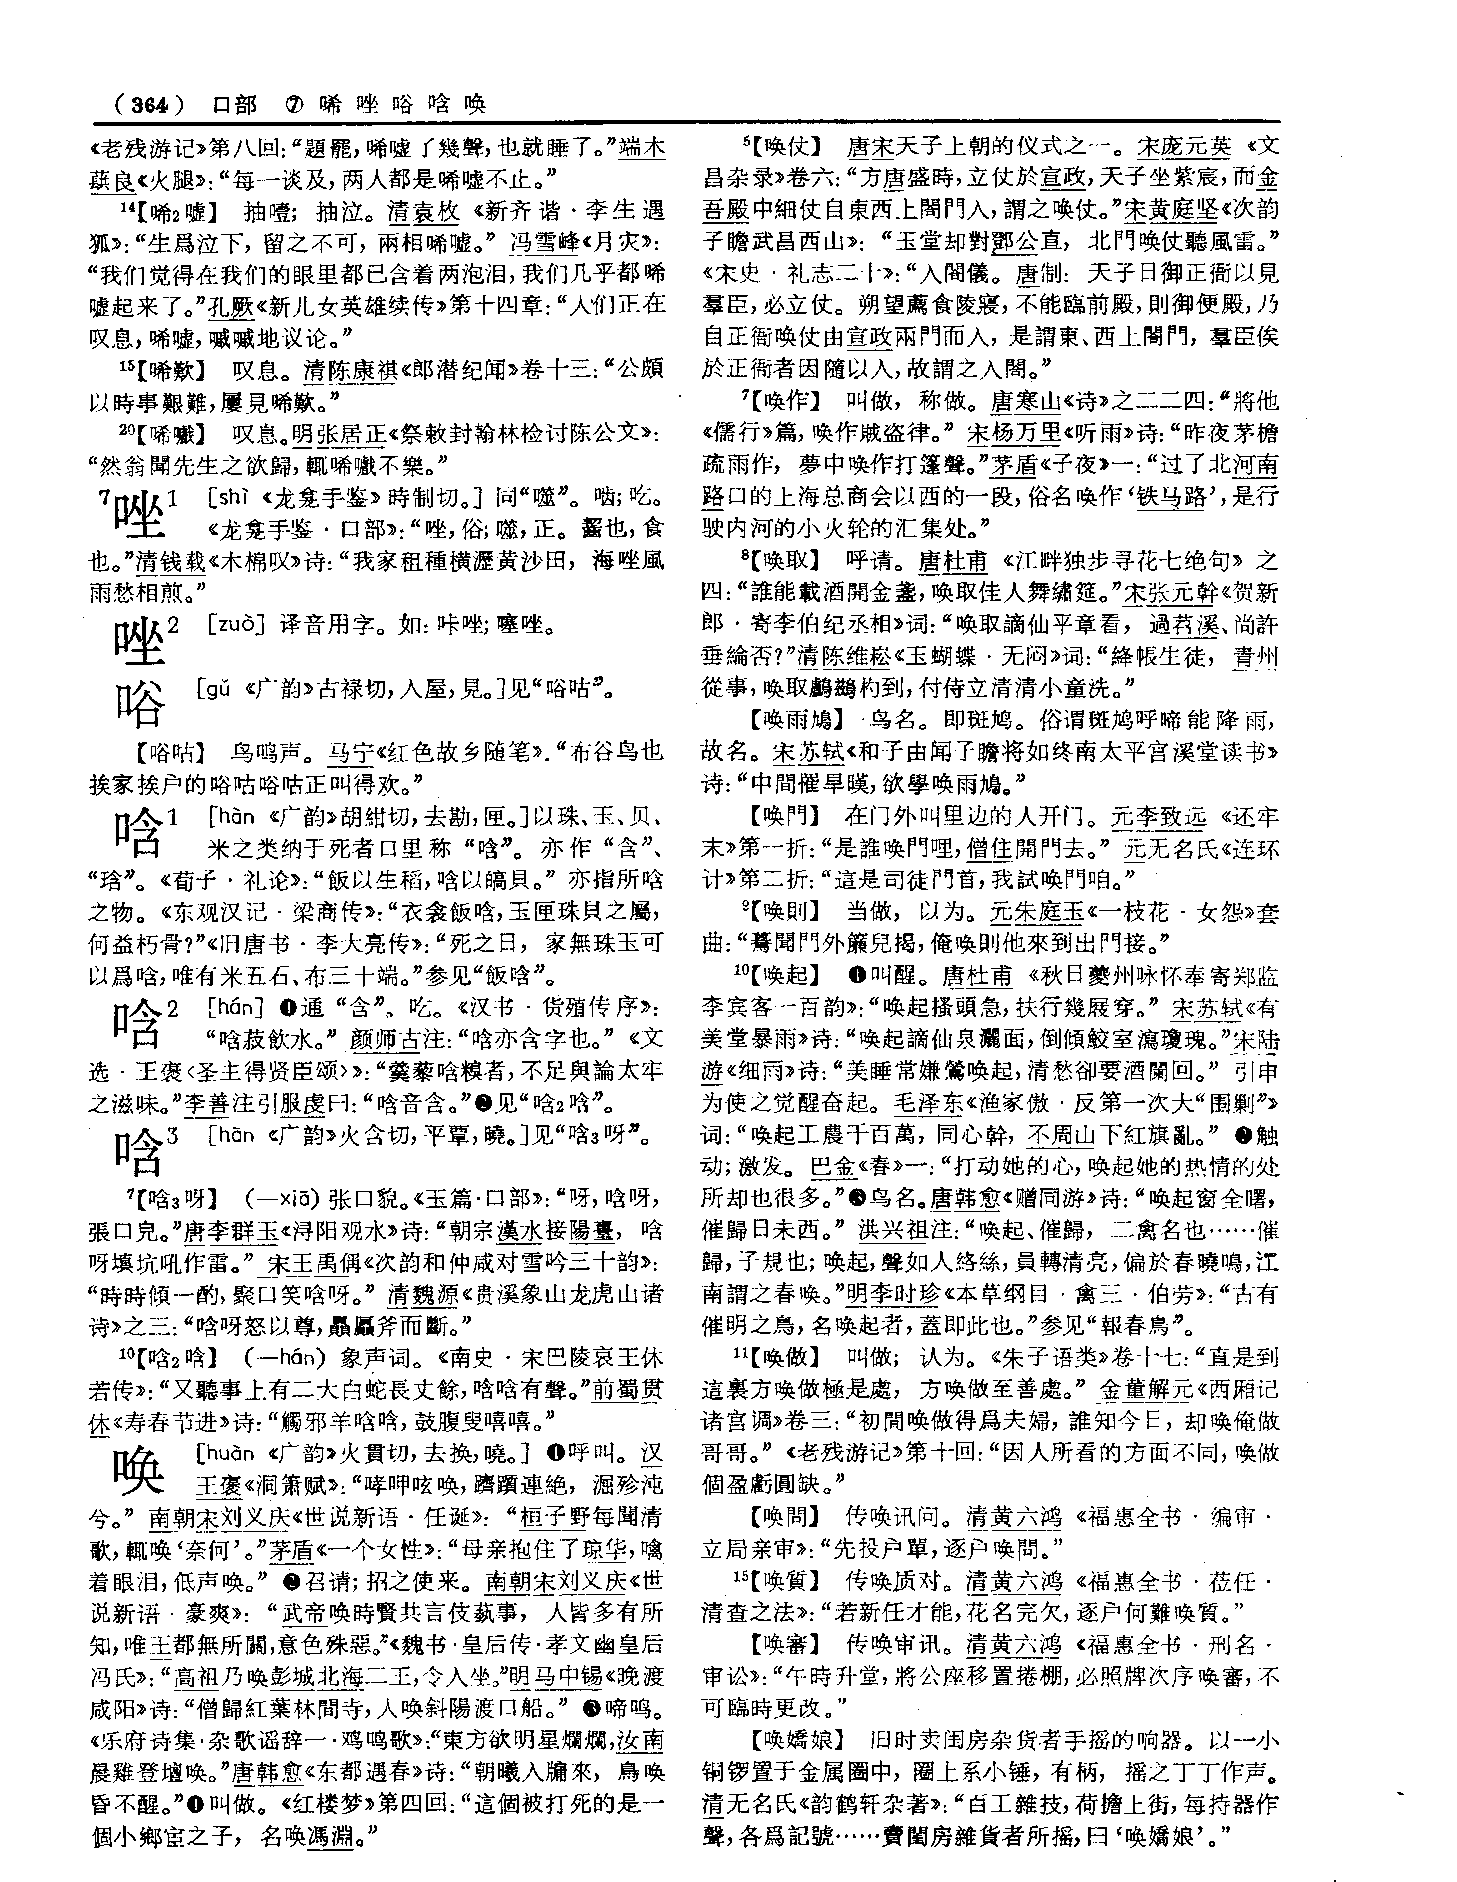 (364) 口部 ⑦ 唏 唑 唂 唅 唤
《老残游记》第八回：“題罷，唏噓了幾聲，也就睡了。”端木
蕻良《火腿》：“每一谈及，两人都是唏嘘不止。”
14【唏2嘘】 抽噎；抽泣。清袁枚《新齐谐·李生遇
狐》：“生爲泣下，留之不可，兩相唏噓。” 冯雪峰《月灾》：
“我们觉得在我们的眼里都已含着两泡泪，我们几乎都唏
嘘起来了。”孔厥《新儿女英雄续传》第十四章：“人们正在
叹息，唏嘘，喊喊地议论。”
15【唏歎】 叹息。清陈康祺《郎潜纪闻》卷十三：“公頗
以時事艱難，屢見唏歎。”
20【唏嚱】 叹息。明张居正《祭敕封翰林检讨陈公文》：
“然翁聞先生之欲歸，輒唏嚱不樂。”
7唑1 [shì 《龙龛手鉴》時制切。] 同“噬”。啮；吃。
《龙龛手鉴·口部》：“唑，俗；噬，正。齧也，食
也。”清钱载《木棉叹》诗：“我家租種横瀝黄沙田，海唑風
雨愁相煎。”
唑2 [zuò] 译音用字。如：咔唑；噻唑。
唂 [gǔ 《广韵》古禄切，入屋，見。]见“唂咕”。
【唂咕】 鸟鸣声。马宁《红色故乡随笔》：“布谷鸟也
挨家挨户的唂咕唂咕正叫得欢。”
唅1 [hàn 《广韵》胡紺切，去勘，匣。]以珠、玉、贝、
米之类纳于死者口里称“唅”。亦作“含”、
“琀”。《荀子·礼论》：“飯以生稻，唅以槁貝。” 亦指所唅
之物。《东观汉记·梁商传》：“衣衾飯唅，玉匣珠貝之屬，
何益朽骨？”《旧唐书·李大亮传》：“死之日，家無珠玉可
以爲唅，唯有米五石、布三十端。”参见“飯唅”。
唅2 [hán] ❶通“含”。吃。《汉书·货殖传序》：
“唅菽飲水。” 颜师古注：“唅亦含字也。” 《文
选·王褒〈圣主得贤臣颂〉》：“羹藜唅糗者，不足與論太牢
之滋味。”李善注引服虔曰：“唅音含。”❷见“唅2唅”。
唅3 [hān 《广韵》火含切，平覃，曉。]见“唅3呀”。
7【唅3呀】 (—xiā) 张口貌。《玉篇·口部》：“呀，唅呀，
張口皃。”唐李群玉《浔阳观水》诗：“朝宗漢水接陽臺，唅
呀填坑吼作雷。” 宋王禹偁《次韵和仲咸对雪吟三十韵》：
“時時傾一酌，聚口笑唅呀。” 清魏源《贵溪象山龙虎山诸
诗》之三：“唅呀怒以尊，贔屭斧而斷。”
10【唅2唅】 (—hán) 象声词。《南史·宋巴陵哀王休
若传》：“又聽事上有二大白蛇長丈餘，唅唅有聲。”前蜀贯
休《寿春节进》诗：“觸邪羊唅唅，鼓腹叟嘻嘻。”
唤 [huàn 《广韵》火貫切，去换，曉。] ❶呼叫。汉
王褒《洞箫赋》：“哮呷呟唤，躋躓連絶，淈殄沌
兮。” 南朝宋刘义庆《世说新语·任诞》：“桓子野每聞清
歌，輒唤‘奈何’。”茅盾《一个女性》：“母亲抱住了琼华，噙
着眼泪，低声唤。” ❷召请；招之使来。南朝宋刘义庆《世
说新语·豪爽》：“武帝唤時賢共言伎蓺事，人皆多有所
知，唯王都無所關，意色殊惡。”《魏书·皇后传·孝文幽皇后
冯氏》：“高祖乃唤彭城北海二王，令入坐。”明马中锡《晚渡
咸阳》诗：“僧歸紅葉林間寺，人唤斜陽渡口船。” ❸啼鸣。
《乐府诗集·杂歌谣辞一·鸡鸣歌》：“東方欲明星爛爛，汝南
晨雞登壇唤。”唐韩愈《东都遇春》诗：“朝曦入牖來，鳥唤
昏不醒。”❹叫做。《红楼梦》第四回：“這個被打死的是一
個小鄉宦之子，名唤馮淵。”
5【唤仗】 唐宋天子上朝的仪式之一。宋庞元英《文
昌杂录》卷六：“方唐盛時，立仗於宣政，天子坐紫宸，而金
吾殿中細仗自東西上閤門入，謂之唤仗。”宋黄庭坚《次韵
子瞻武昌西山》：“玉堂却對鄧公直，北門唤仗聽風雷。”
《宋史·礼志二十》：“入閤儀。唐制：天子日御正衙以見
羣臣，必立仗。朔望薦食陵寢，不能臨前殿，則御便殿，乃
自正衙唤仗由宣政兩門而入，是謂東、西上閤門，羣臣俟
於正衙者因隨以入，故謂之入閤。”
7【唤作】 叫做，称做。唐寒山《诗》之二二四：“將他
《儒行》篇，唤作賊盗律。” 宋杨万里《听雨》诗：“昨夜茅檐
疏雨作，夢中唤作打篷聲。”茅盾《子夜》一：“过了北河南
路口的上海总商会以西的一段，俗名唤作‘铁马路’，是行
驶内河的小火轮的汇集处。”
8【唤取】 呼请。唐杜甫《江畔独步寻花七绝句》之
四：“誰能載酒開金盞，唤取佳人舞繡筵。”宋张元幹《贺新
郎·寄李伯纪丞相》词：“唤取謫仙平章看，過苕溪、尚許
垂綸否？”清陈维崧《玉蝴蝶·无闷》词：“絳帳生徒，青州
從事，唤取鸕鷀杓到，付侍立清清小童洗。”
【唤雨鳩】 鸟名。即斑鸠。俗谓斑鸠呼啼能降雨，
故名。宋苏轼《和子由闻子瞻将如终南太平宫溪堂读书》
诗：“中間罹旱暵，欲學唤雨鳩。”
【唤門】 在门外叫里边的人开门。元李致远《还牢
末》第一折：“是誰唤門哩，僧住開門去。” 元无名氏《连环
计》第二折：“這是司徒門首，我試唤門咱。”
9【唤則】 当做，以为。元朱庭玉《一枝花·女怨》套
曲：“驀聞門外簾兒揭，俺唤則他來到出門接。”
10【唤起】 ❶叫醒。唐杜甫《秋日夔州咏怀奉寄郑监
李宾客一百韵》：“唤起搔頭急，扶行幾屐穿。” 宋苏轼《有
美堂暴雨》诗：“唤起謫仙泉灑面，倒傾鮫室瀉瓊瑰。”宋陆
游《细雨》诗：“美睡常嫌鶯唤起，清愁卻要酒闌回。” 引申
为使之觉醒奋起。毛泽东《渔家傲·反第一次大“围剿”》
词：“唤起工農千百萬，同心幹，不周山下紅旗亂。” ❷触
动；激发。巴金《春》一：“打动她的心，唤起她的热情的处
所却也很多。”❸鸟名。唐韩愈《赠同游》诗：“唤起窗全曙，
催歸日未西。” 洪兴祖注：“唤起、催歸，二禽名也……催
歸，子規也；唤起，聲如人絡絲，員轉清亮，偏於春曉鳴，江
南謂之春唤。”明李时珍《本草纲目·禽三·伯劳》：“古有
催明之鳥，名唤起者，蓋即此也。”参见“報春鳥”。
11【唤做】 叫做；认为。《朱子语类》卷十七：“直是到
這裏方唤做極是處，方唤做至善處。” 金董解元《西厢记
诸宫调》卷三：“初間唤做得爲夫婦，誰知今日，却唤俺做
哥哥。” 《老残游记》第十回：“因人所看的方面不同，唤做
個盈虧圓缺。”
【唤問】 传唤讯问。清黄六鸿《福惠全书·编审·
立局亲审》：“先投户單，逐户唤問。”
15【唤質】 传唤质对。清黄六鸿《福惠全书·莅任·
清查之法》：“若新任才能，花名完欠，逐户何難唤質。”
【唤審】 传唤审讯。清黄六鸿《福惠全书·刑名·
审讼》：“午時升堂，將公座移置捲棚，必照牌次序唤審，不
可臨時更改。”
【唤嬌娘】 旧时卖闺房杂货者手摇的响器。以一小
铜锣置于金属圈中，圈上系小锤，有柄，摇之丁丁作声。
清无名氏《韵鹤轩杂著》：“百工雜技，荷擔上街，每持器作
聲，各爲記號……賣閨房雜貨者所摇，曰‘唤嬌娘’。”